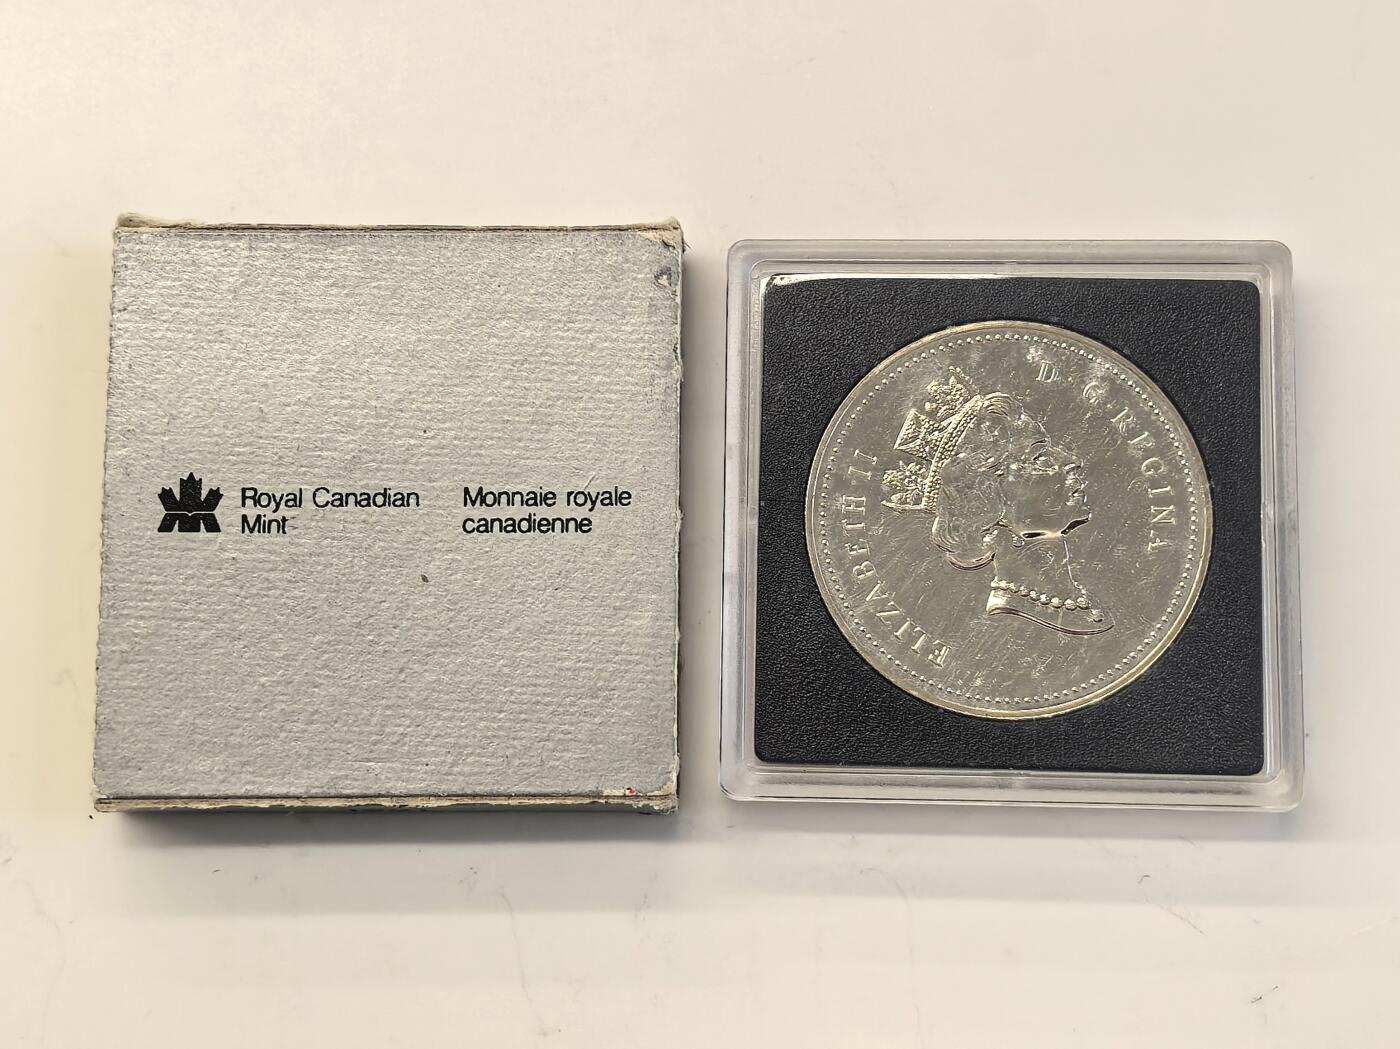 Royal Canadian
Mint
Monnaie royale
canadienne
ELIZABETH II
D·G·REGINA